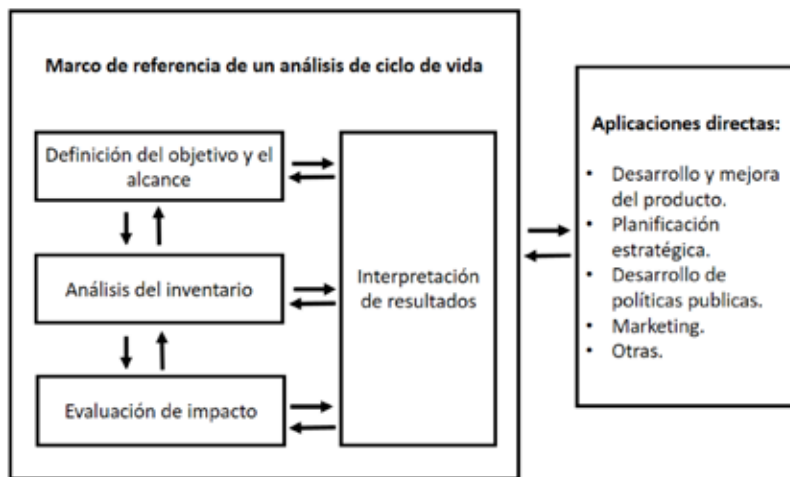 Marco de referencia de un análisis de ciclo de vida
Definición del objetivo y el
alcance
Análisis del inventario
Evaluación de impacto
Interpretación
de resultados
Aplicaciones directas:
• Desarrollo y mejora
del producto.
• Planificación
estratégica.
• Desarrollo de
políticas publicas.
• Marketing.
• Otras.